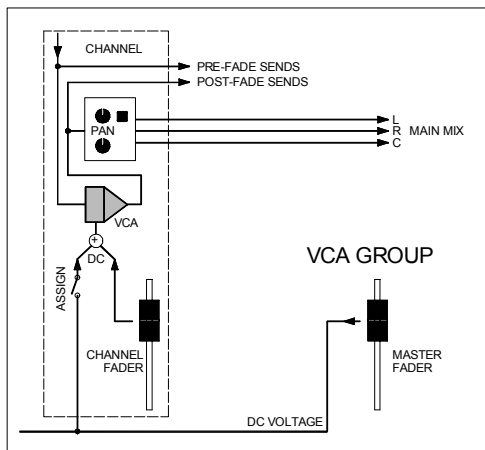 CHANNEL
PRE-FADE SENDS
POST-FADE SENDS
PAN
L
R MAIN MIX
C
VCA
+
DC
VCA GROUP
ASSIGN
CHANNEL
FADER
MASTER
FADER
DC VOLTAGE